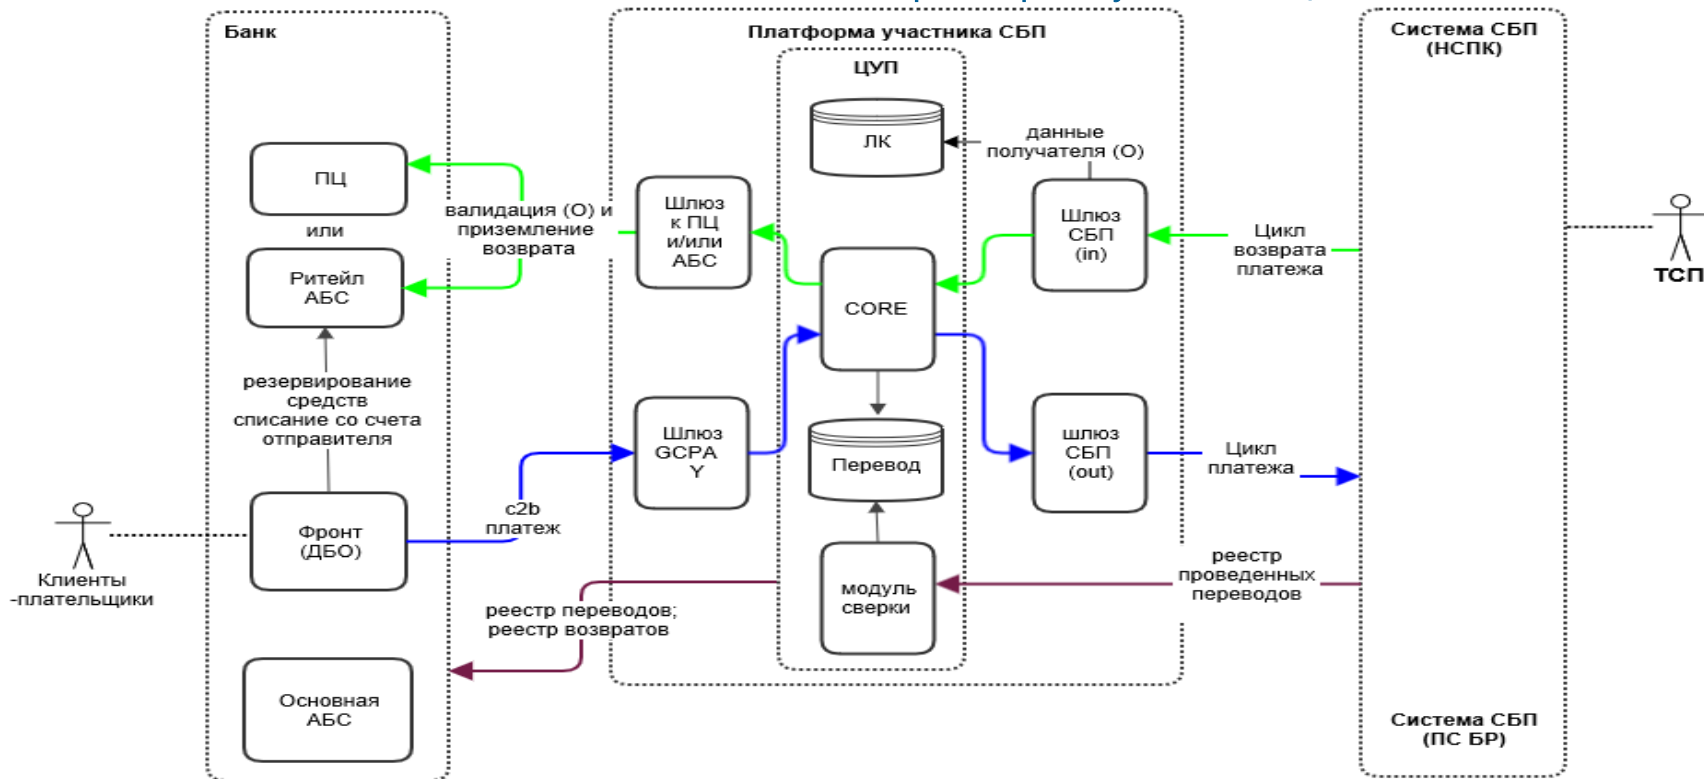 Банк
Платформа участника СБП
Система СБП
(НСПК)
ЦУП
ЛК
данные
получателя (О)
ПЦ
или
Ритейл
АБС
валидация (О) и
приземление
возврата
Шлюз
к ПЦ
и/или
АБС
CORE
Шлюз
СБП
(in)
Цикл
возврата
платежа
ТСП
резервирование
средств
списание со счета
отправителя
Шлюз
GCPA
Y
Перевод
шлюз
СБП
(out)
Цикл
платежа
c2b
платеж
Фронт
(ДБО)
Клиенты
-плательщики
модуль
сверки
реестр
проведенных
переводов
реестр переводов;
реестр возвратов
Основная
АБС
Система СБП
(ПС БР)